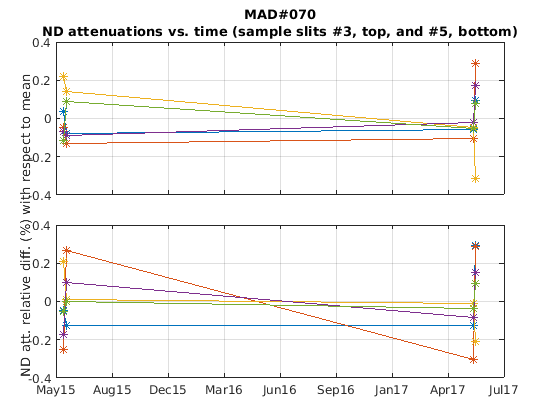 MAD#070
ND attenuations vs. time (sample slits #3, top, and #5, bottom)
0.4
0.2
0
-0.2
-0.4
ND att. relative diff. (%) with respect to mean
0.4
0.2
0
-0.2
-0.4
May15 Aug15 Dec15 Mar16 Jun16 Sep16 Jan17 Apr17 Jul17